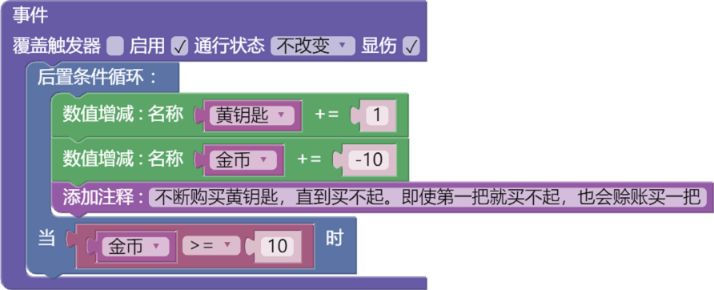 事件
覆盖触发器 启用 ✓ 通行状态 不改变 显伤 ✓
后置条件循环：
数值增减：名称 黄钥匙 += 1
数值增减：名称 金币 += -10
添加注释：不断购买黄钥匙，直到买不起。即使第一把就买不起，也会赊账买一把
当 金币 >= 10 时